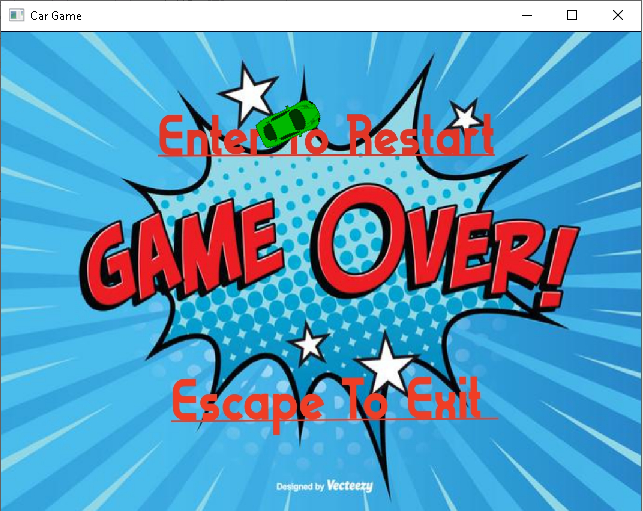 Car Game
Enter To Restart
GAME OVER!
Escape To Exit
Designed by Vecteezy